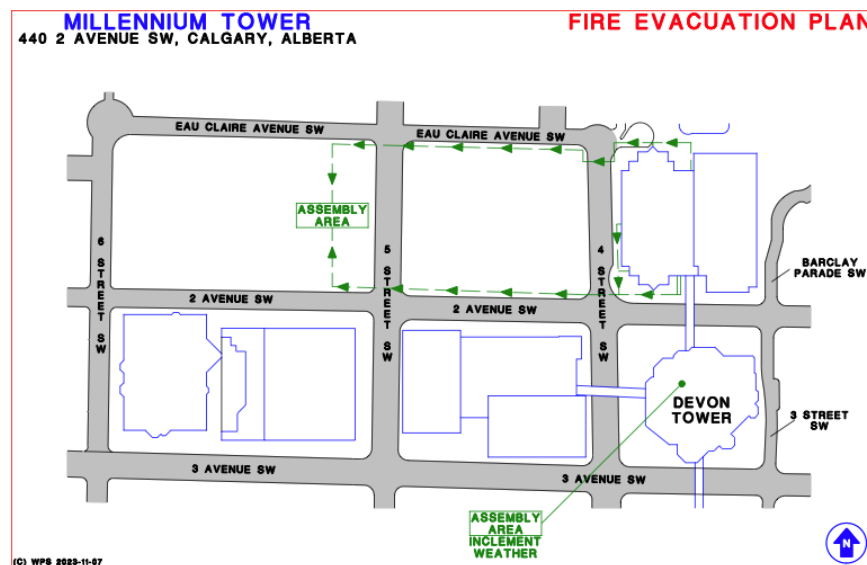 MILLENNIUM TOWER
440 2 AVENUE SW, CALGARY, ALBERTA
FIRE EVACUATION PLAN
EAU CLAIRE AVENUE SW
EAU CLAIRE AVENUE SW
ASSEMBLY
AREA
6 STREET SW
5 STREET SW
4 STREET SW
BARCLAY
PARADE SW
2 AVENUE SW
2 AVENUE SW
DEVON
TOWER
3 STREET
SW
3 AVENUE SW
3 AVENUE SW
ASSEMBLY
AREA
INCLEMENT
WEATHER
N
(C) WPS 2023-11-07